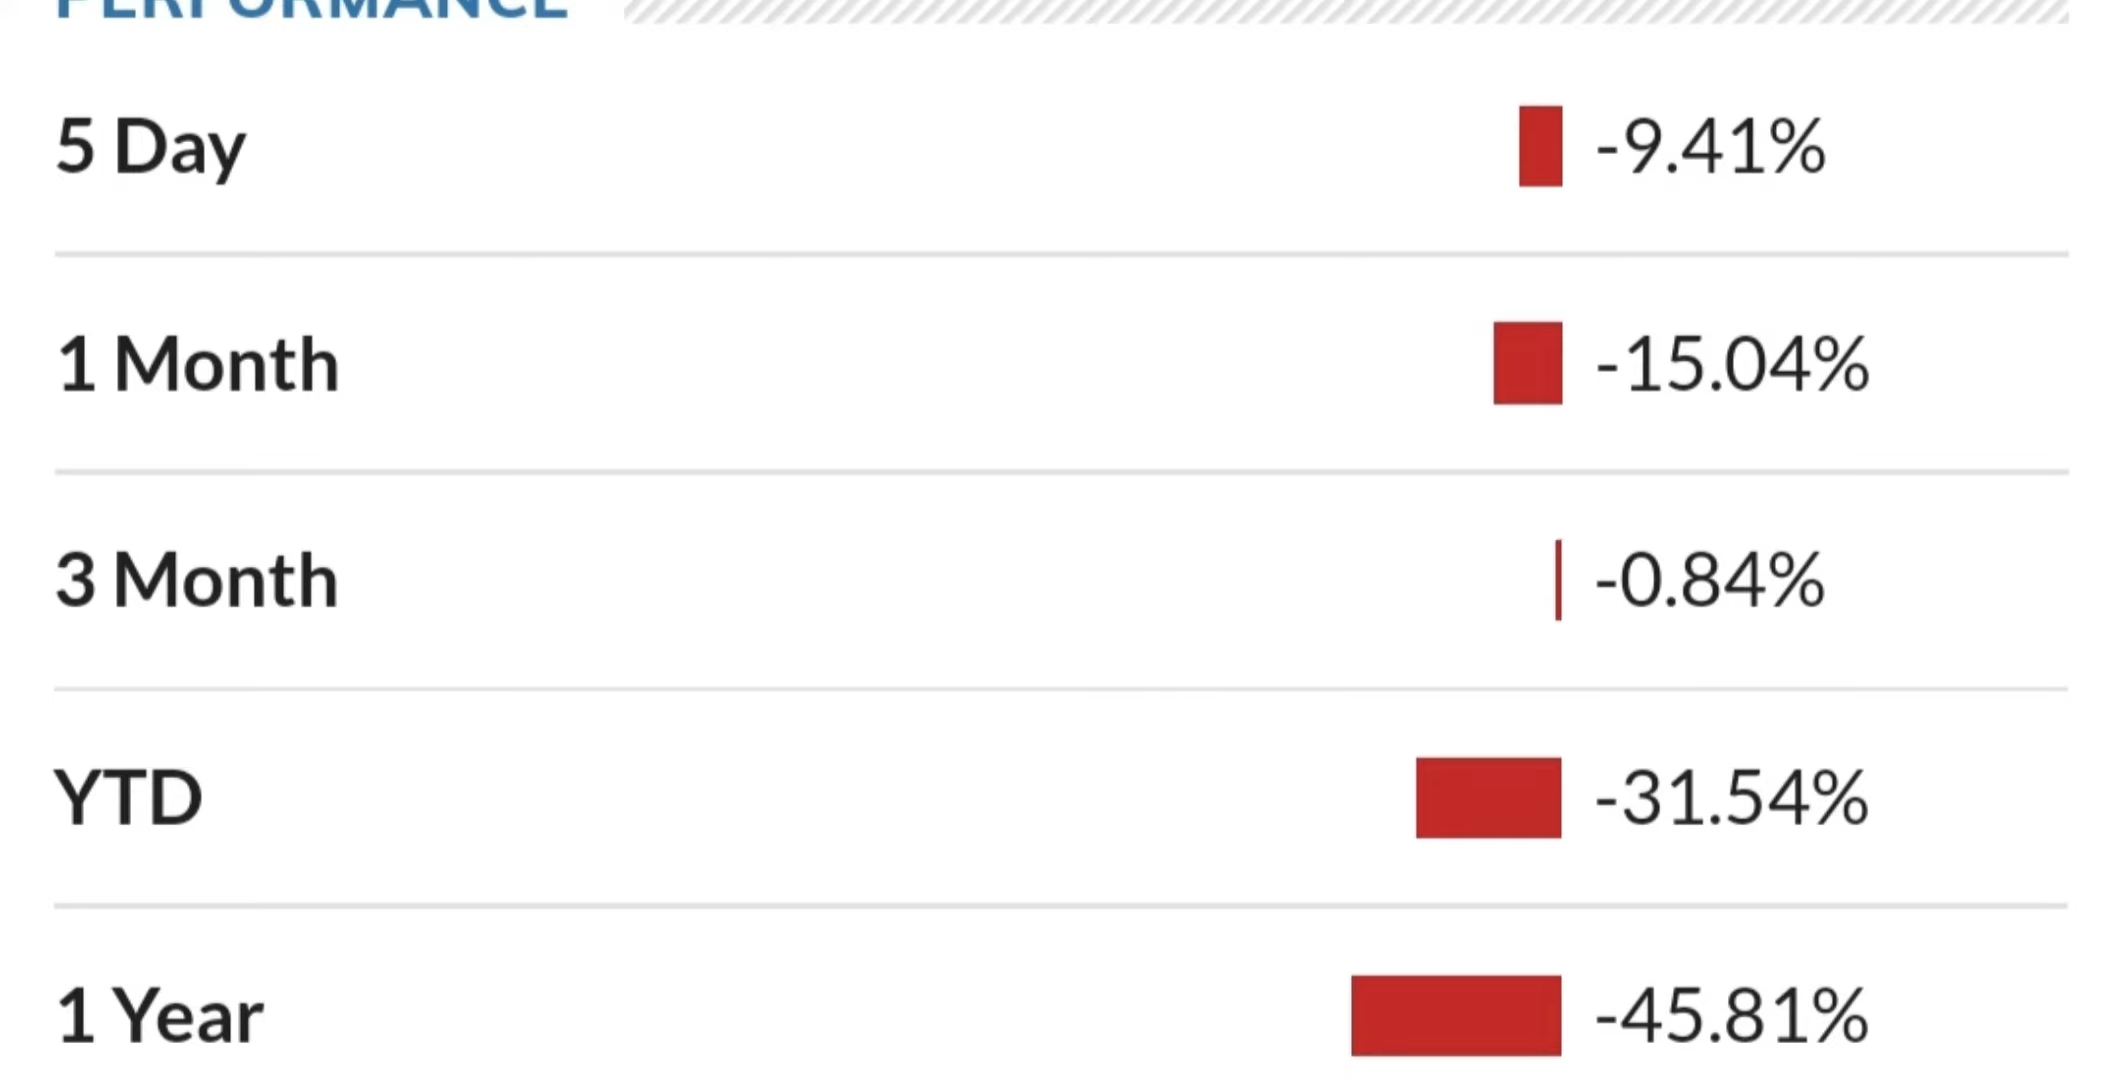 PERFORMANCE
5 Day -9.41%
1 Month -15.04%
3 Month -0.84%
YTD -31.54%
1 Year -45.81%